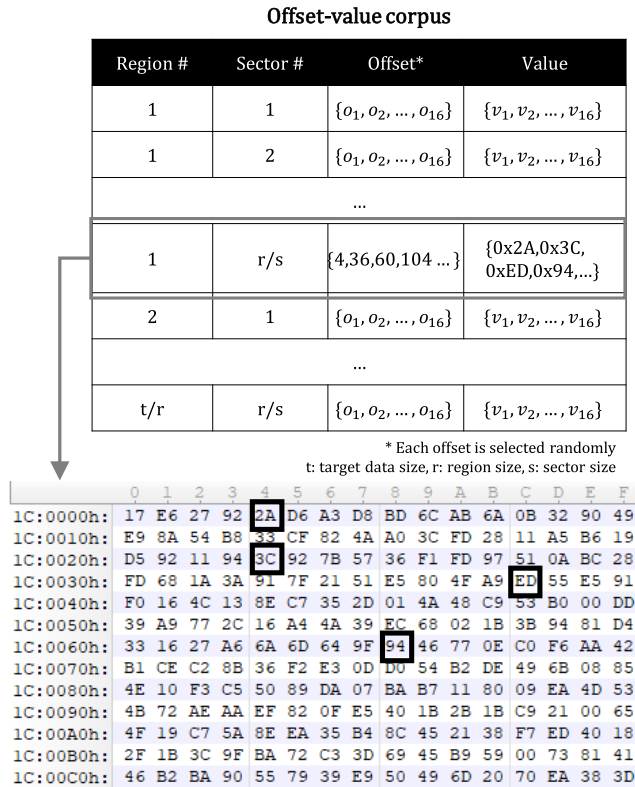 Offset-value corpus
Region # Sector # Offset* Value
1 1 {o₁, o₂, … , o₁₆} {v₁, v₂, … , v₁₆}
1 2 {o₁, o₂, … , o₁₆} {v₁, v₂, … , v₁₆}
…
1 r/s {4,36,60,104 … } {0x2A,0x3C,
0xED,0x94,…}
2 1 {o₁, o₂, … , o₁₆} {v₁, v₂, … , v₁₆}
…
t/r r/s {o₁, o₂, … , o₁₆} {v₁, v₂, … , v₁₆}
* Each offset is selected randomly
t: target data size, r: region size, s: sector size
0 1 2 3 4 5 6 7 8 9 A B C D E F
1C:0000h: 17 E6 27 92 2A D6 A3 D8 BD 6C AB 6A 0B 32 90 49
1C:0010h: E9 8A 54 B8 33 CF 82 4A A0 3C FD 28 11 A5 B6 19
1C:0020h: D5 92 11 94 3C 92 7B 57 36 F1 FD 97 51 0A BC 28
1C:0030h: FD 68 1A 3A 91 7F 21 51 E5 80 4F A9 ED 55 E5 91
1C:0040h: F0 16 4C 13 8E C7 35 2D 01 4A 48 C9 53 B0 00 DD
1C:0050h: 39 A9 77 2C 16 A4 4A 39 EC 68 02 1B 3B 94 81 D4
1C:0060h: 33 16 27 A6 6A 6D 64 9F 94 46 77 0E C0 F6 AA 42
1C:0070h: B1 CE C2 8B 36 F2 E3 0D D0 54 B2 DE 49 6B 08 85
1C:0080h: 4E 10 F3 C5 50 89 DA 07 BA B7 11 80 09 EA 4D 53
1C:0090h: 4B 72 AE AA EF 82 0F E5 40 1B 2B 1B C9 21 00 65
1C:00A0h: 4F 19 C7 5A 8E EA 35 B4 8C 45 21 38 F7 ED 40 18
1C:00B0h: 2F 1B 3C 9F BA 72 C3 3D 69 45 B9 59 00 73 81 41
1C:00C0h: 46 B2 BA 90 55 79 39 E9 50 49 6D 20 70 EA 38 3D